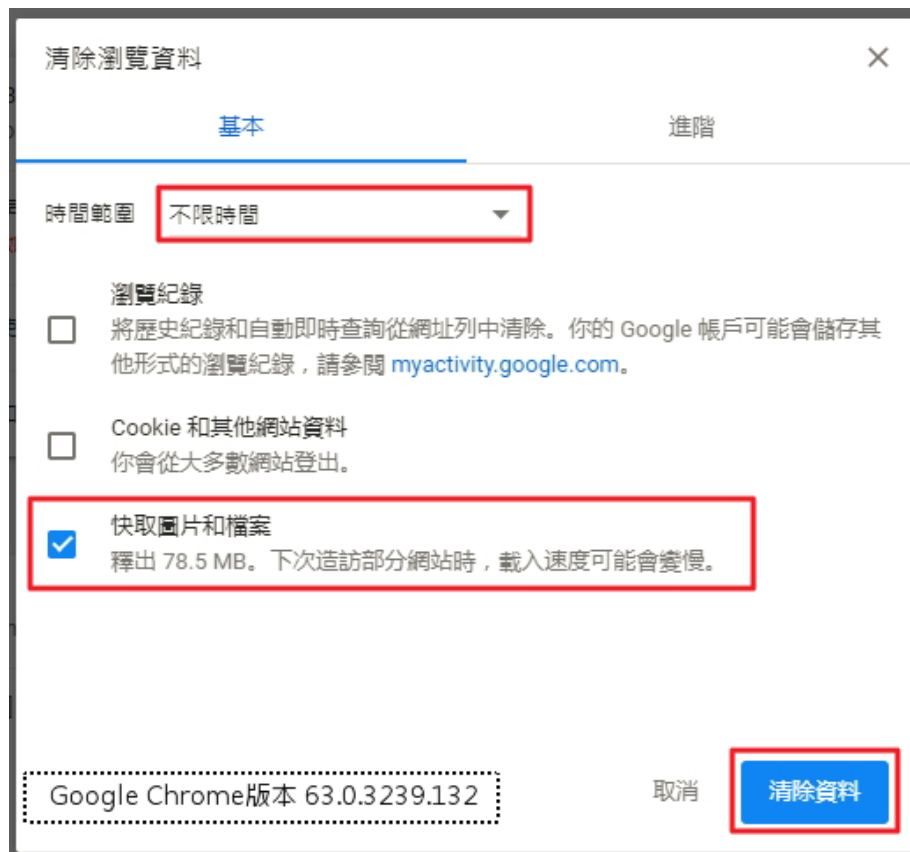 清除瀏覽資料
基本
進階
時間範圍 不限時間
瀏覽紀錄
將歷史紀錄和自動即時查詢從網址列中清除。你的 Google 帳戶可能會儲存其
他形式的瀏覽紀錄，請參閱 myactivity.google.com。
Cookie 和其他網站資料
你會從大多數網站登出。
快取圖片和檔案
釋出 78.5 MB。下次造訪部分網站時，載入速度可能會變慢。
Google Chrome版本 63.0.3239.132
取消
清除資料